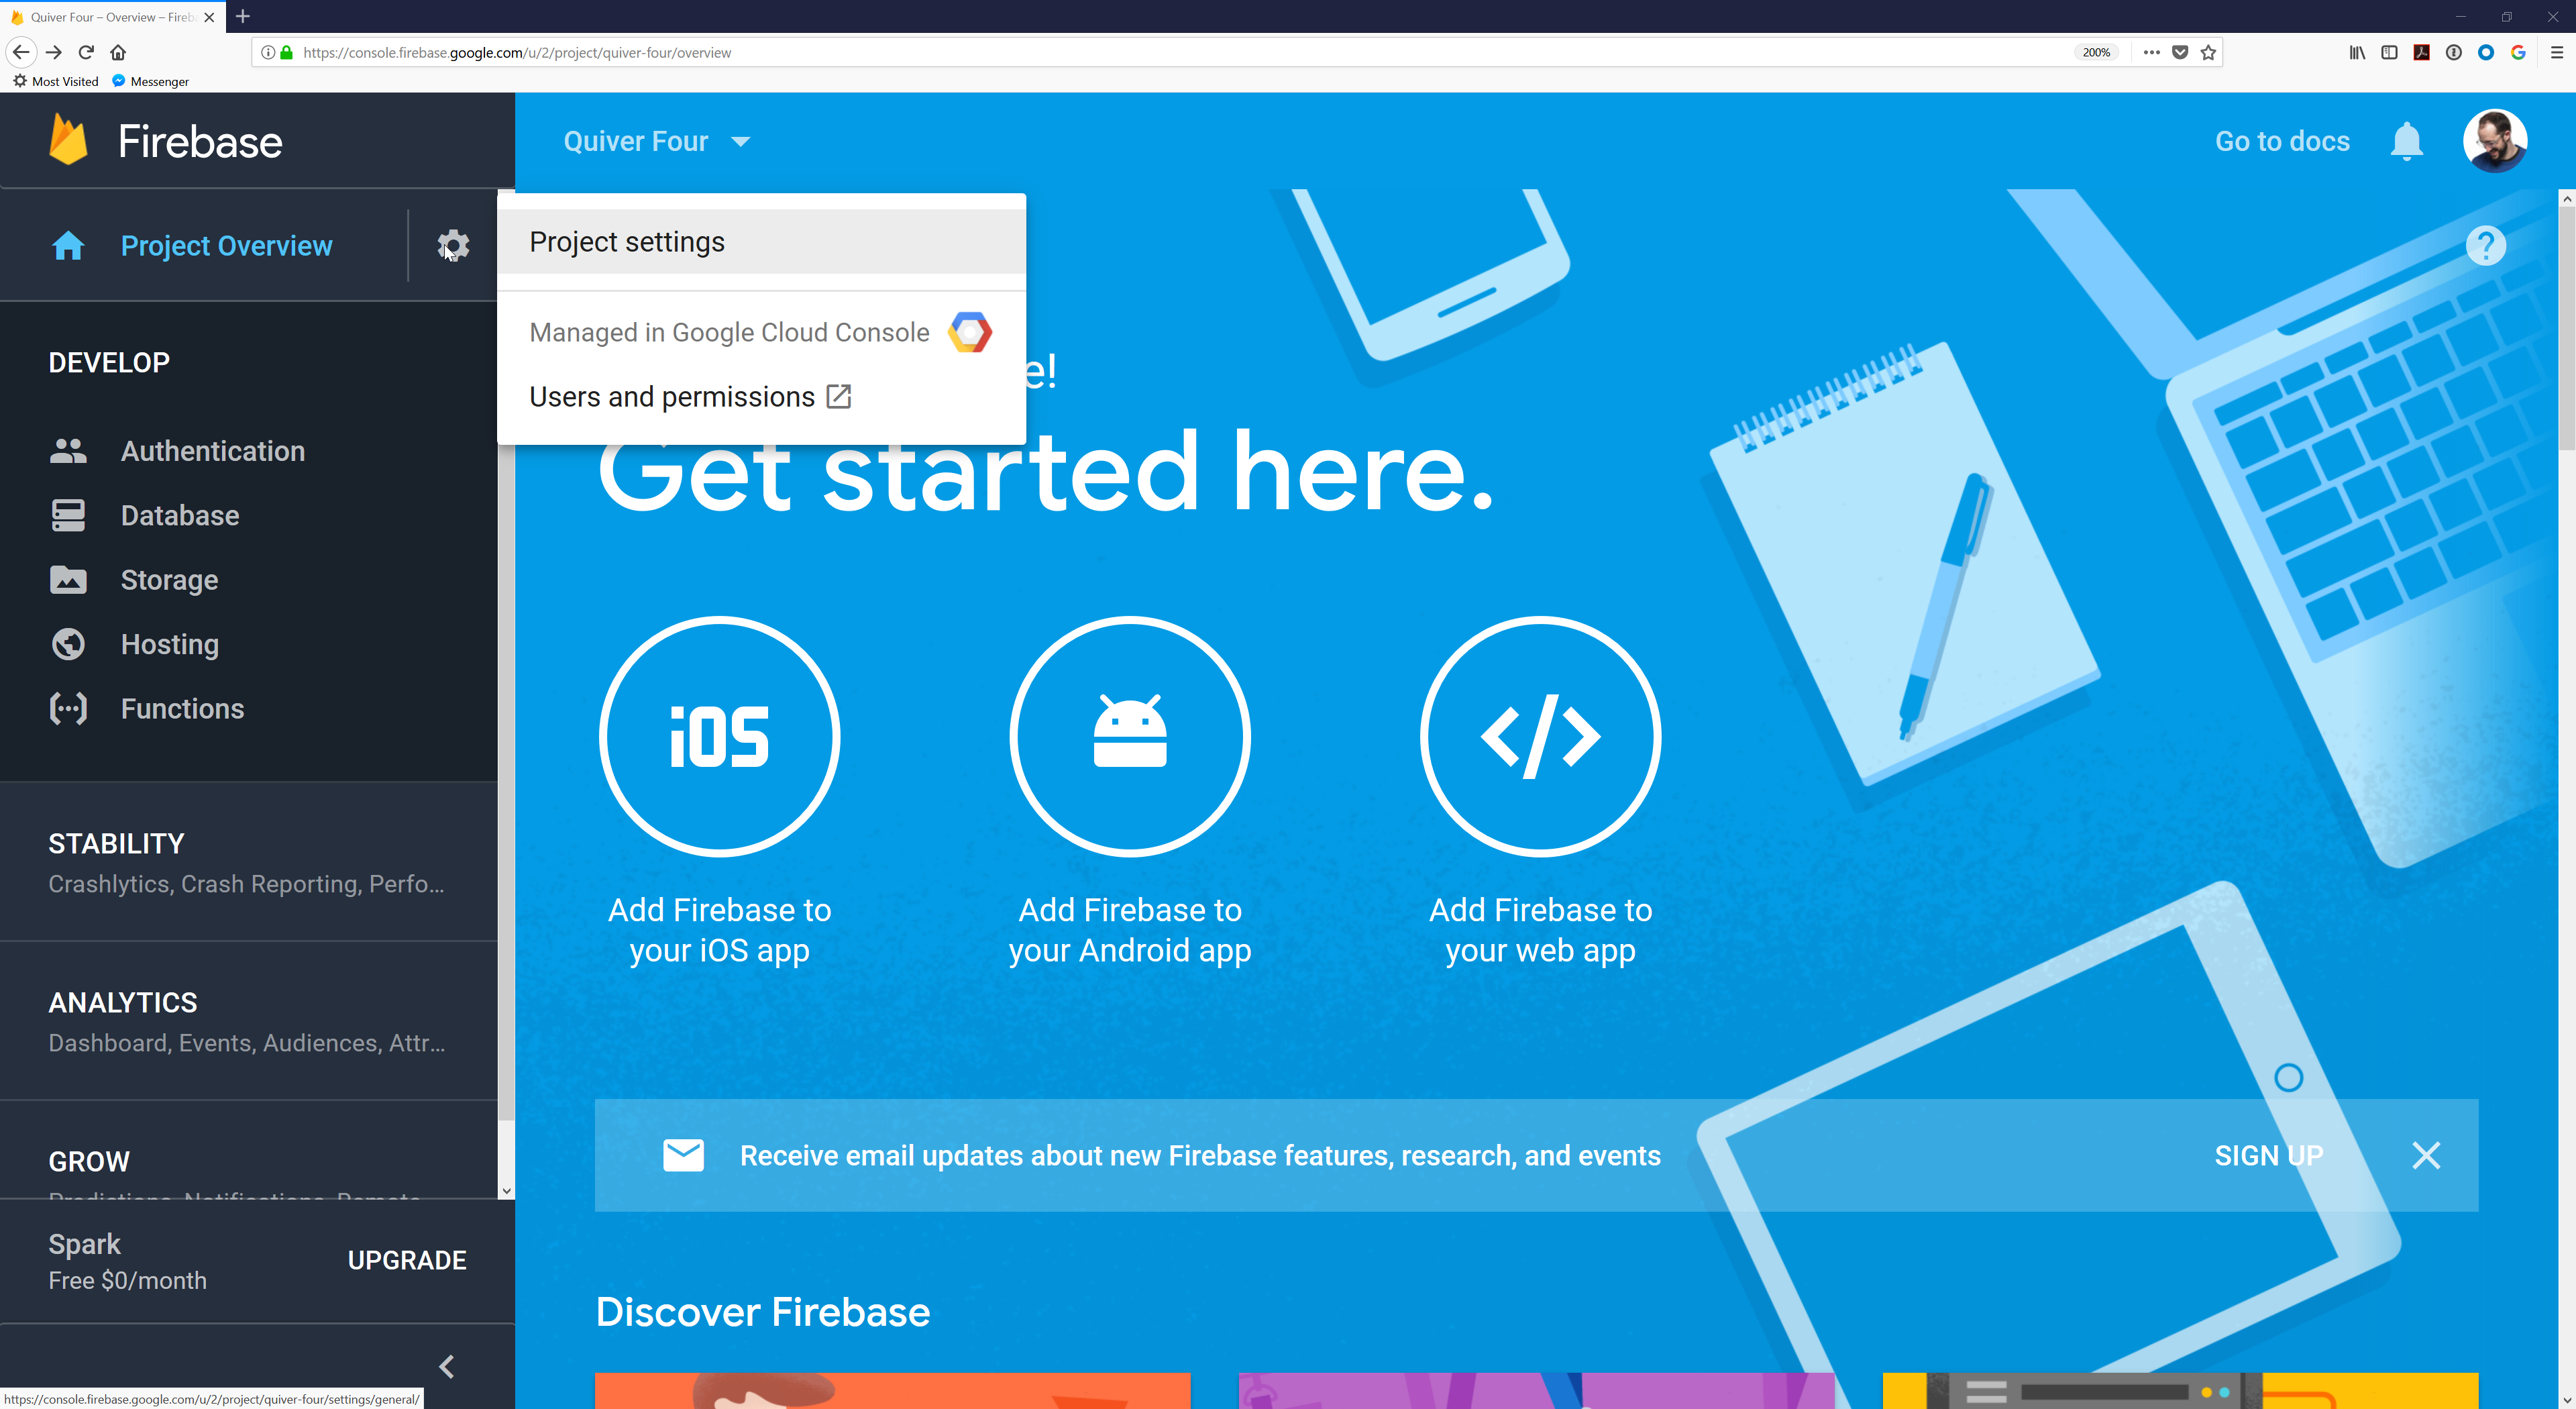 Quiver Four – Overview – Fireb
https://console.firebase.google.com/u/2/project/quiver-four/overview
200%
Most Visited
Messenger
Firebase
Quiver Four
Go to docs
Project Overview
Project settings
Managed in Google Cloud Console
Users and permissions
e!
Get started here.
DEVELOP
Authentication
Database
Storage
Hosting
Functions
iOS
Add Firebase to
your iOS app
Add Firebase to
your Android app
</>
Add Firebase to
your web app
STABILITY
Crashlytics, Crash Reporting, Perfo...
ANALYTICS
Dashboard, Events, Audiences, Attr...
GROW
Predictions, Notifications, Remote
Receive email updates about new Firebase features, research, and events
SIGN UP
Spark
Free $0/month
UPGRADE
Discover Firebase
https://console.firebase.google.com/u/2/project/quiver-four/settings/general/